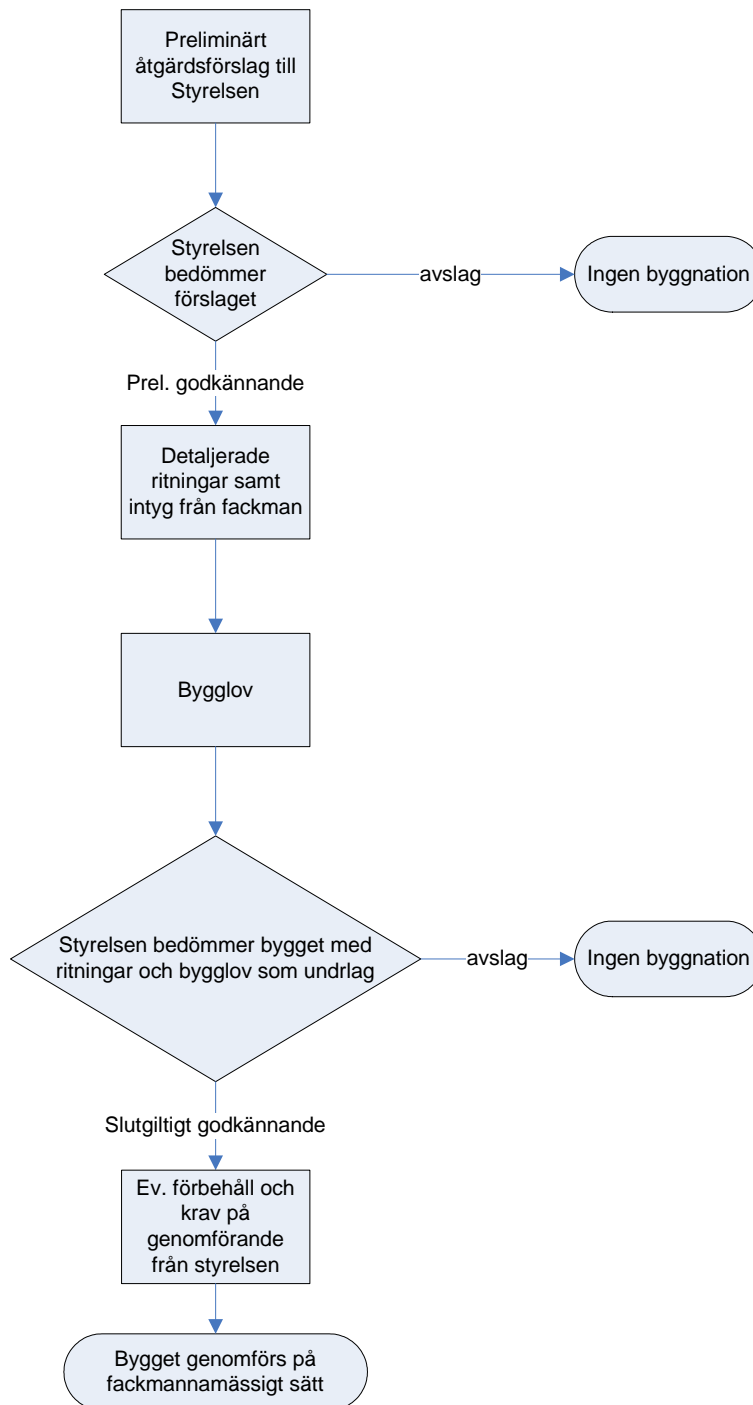 Preliminärt
åtgärdsförslag till
Styrelsen
Styrelsen
bedömmer
förslaget
avslag
Ingen byggnation
Prel. godkännande
Detaljerade
ritningar samt
intyg från fackman
Bygglov
Styrelsen bedömmer bygget med
ritningar och bygglov som undrlag
avslag
Ingen byggnation
Slutgiltigt godkännande
Ev. förbehåll och
krav på
genomförande
från styrelsen
Bygget genomförs på
fackmannamässigt sätt